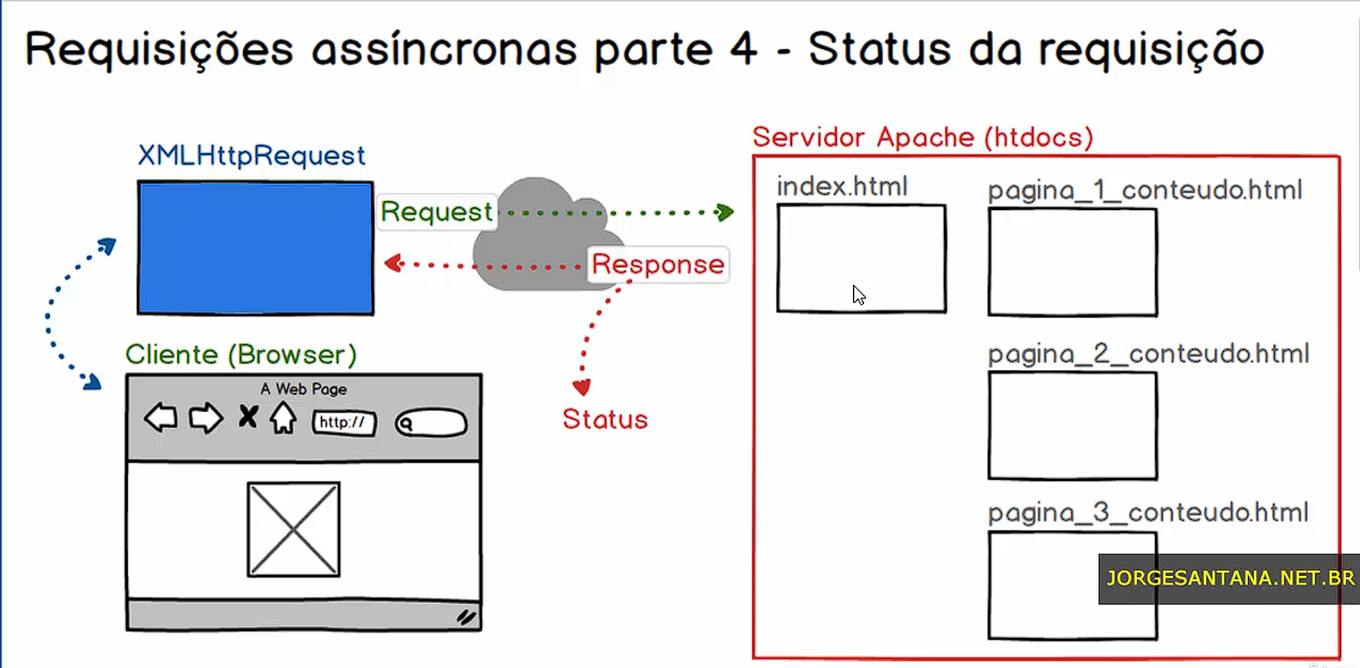 Requisições assíncronas parte 4 - Status da requisição
XMLHttpRequest
Request
Response
Status
Cliente (Browser)
A Web Page
http://
Servidor Apache (htdocs)
index.html
pagina_1_conteudo.html
pagina_2_conteudo.html
pagina_3_conteudo.html
JORGESANTANA.NET.BR